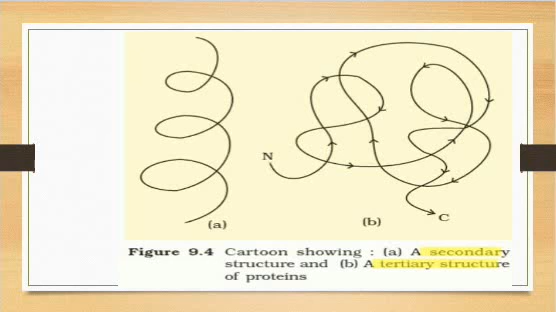 N
C
(a)
(b)
Figure 9.4 Cartoon showing : (a) A secondary
structure and (b) A tertiary structure
of proteins